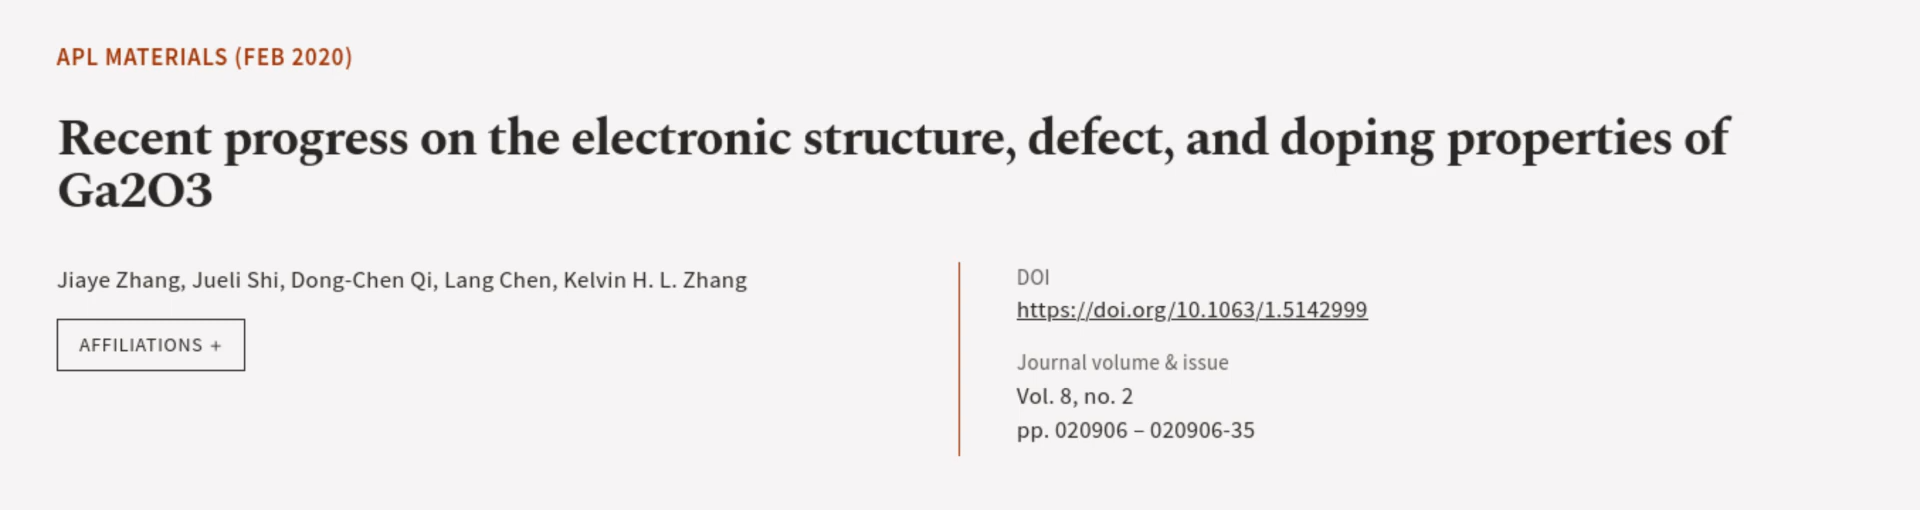 APL MATERIALS (FEB 2020)
Recent progress on the electronic structure, defect, and doping properties of
Ga2O3
Jiaye Zhang, Jueli Shi, Dong-Chen Qi, Lang Chen, Kelvin H. L. Zhang
AFFILIATIONS +
DOI
https://doi.org/10.1063/1.5142999
Journal volume & issue
Vol. 8, no. 2
pp. 020906 – 020906-35